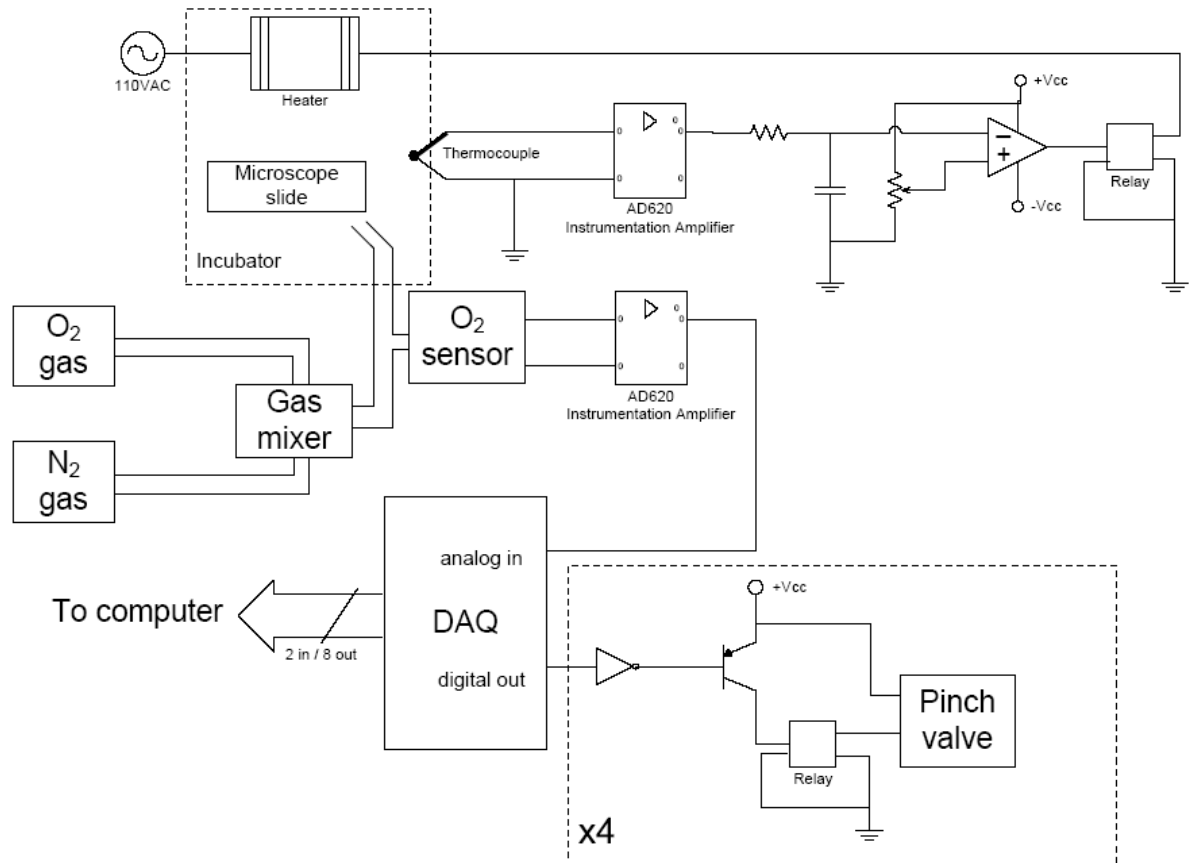 110VAC
Heater
+Vcc
Thermocouple
−
+
Relay
-Vcc
Microscope
slide
AD620
Instrumentation Amplifier
Incubator
O₂
gas
O₂
sensor
AD620
Instrumentation Amplifier
Gas
mixer
N₂
gas
analog in
To computer
DAQ
2 in / 8 out
digital out
+Vcc
Pinch
valve
Relay
x4